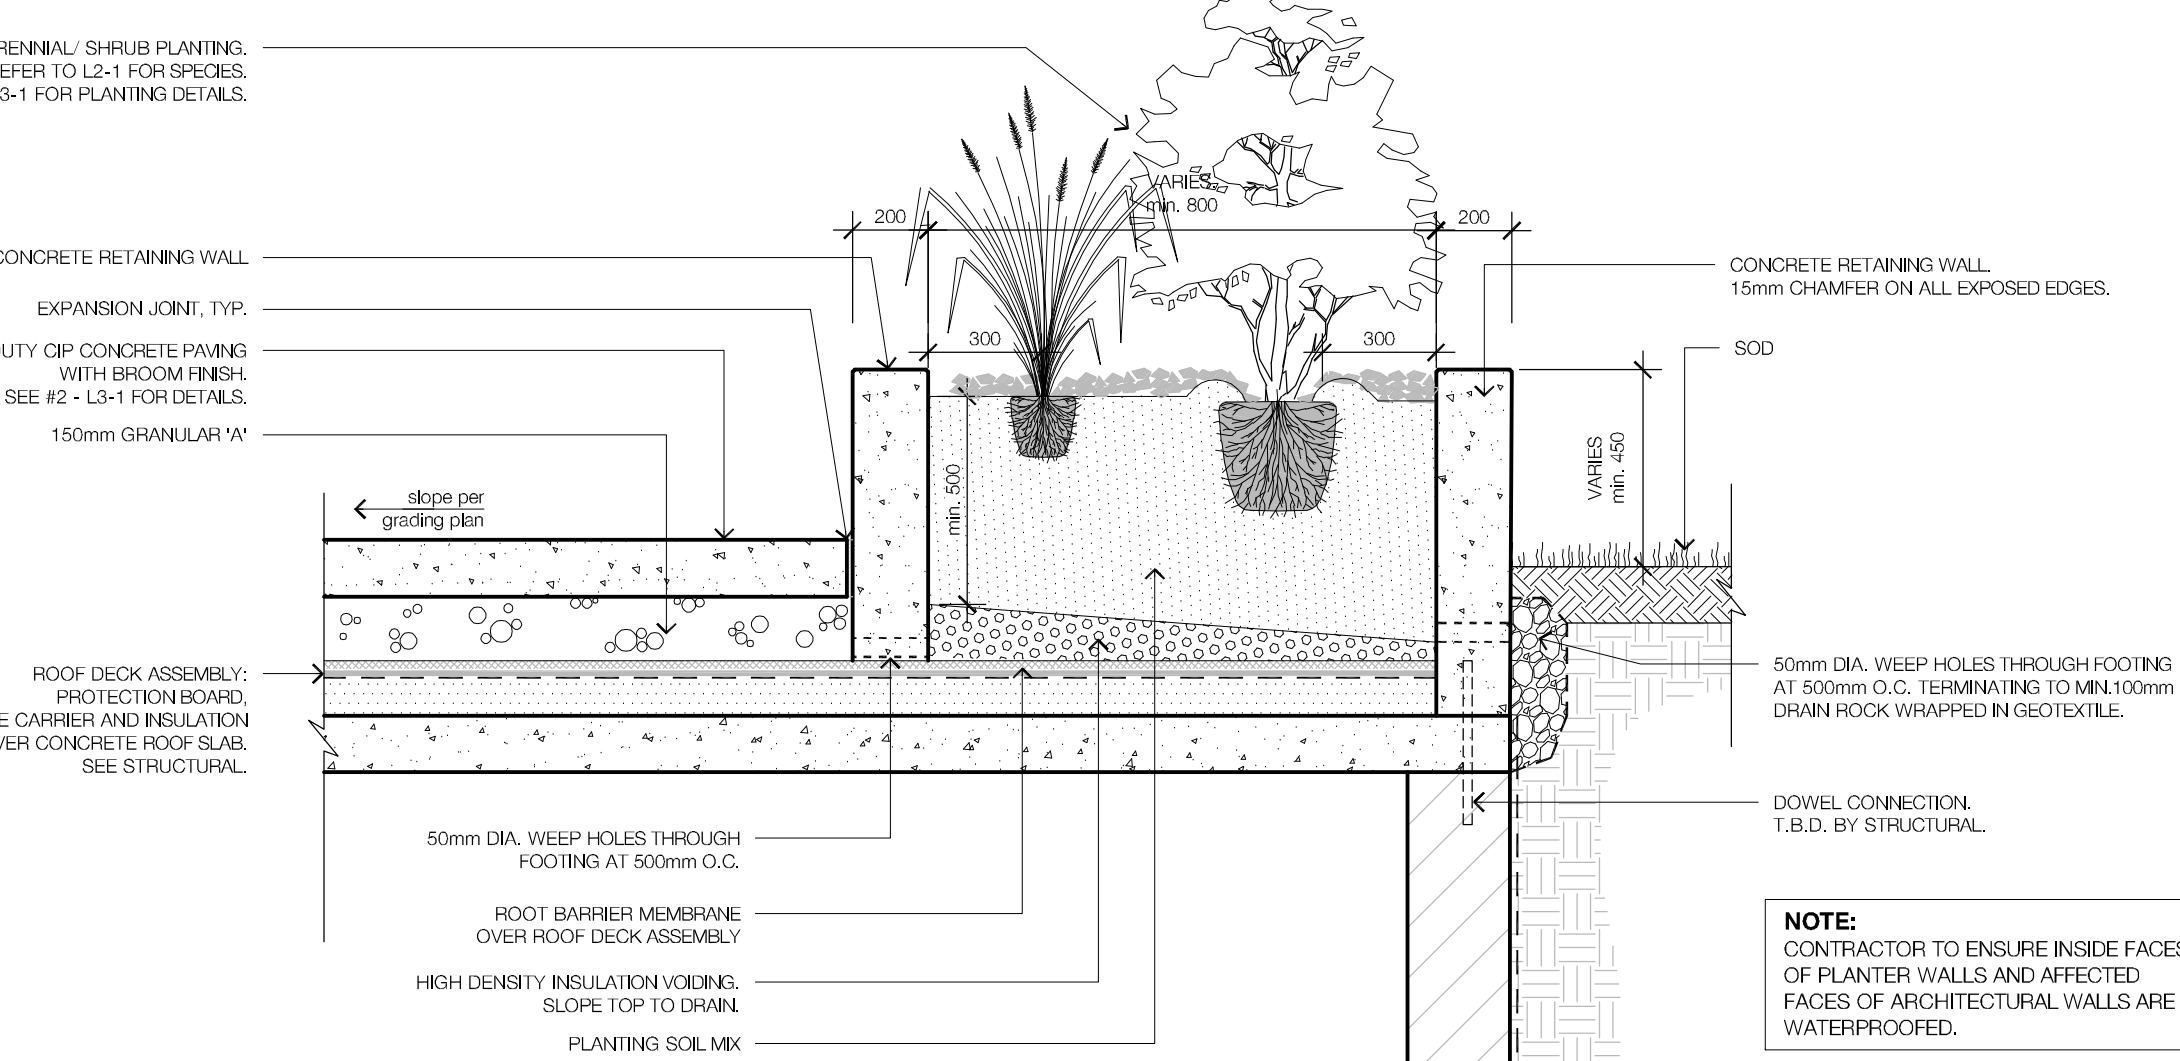 RENNIAL/ SHRUB PLANTING.
EFER TO L2-1 FOR SPECIES.
3-1 FOR PLANTING DETAILS.
CONCRETE RETAINING WALL
EXPANSION JOINT, TYP.
DUTY CIP CONCRETE PAVING
WITH BROOM FINISH.
SEE #2 - L3-1 FOR DETAILS.
150mm GRANULAR 'A'
slope per
grading plan
ROOF DECK ASSEMBLY:
PROTECTION BOARD,
E CARRIER AND INSULATION
VER CONCRETE ROOF SLAB.
SEE STRUCTURAL.
50mm DIA. WEEP HOLES THROUGH
FOOTING AT 500mm O.C.
ROOT BARRIER MEMBRANE
OVER ROOF DECK ASSEMBLY
HIGH DENSITY INSULATION VOIDING.
SLOPE TOP TO DRAIN.
PLANTING SOIL MIX
200
VARIES
min. 800
200
300
300
min. 500
VARIES
min. 450
CONCRETE RETAINING WALL.
15mm CHAMFER ON ALL EXPOSED EDGES.
SOD
50mm DIA. WEEP HOLES THROUGH FOOTING
AT 500mm O.C. TERMINATING TO MIN.100mm
DRAIN ROCK WRAPPED IN GEOTEXTILE.
DOWEL CONNECTION.
T.B.D. BY STRUCTURAL.
NOTE:
CONTRACTOR TO ENSURE INSIDE FACES
OF PLANTER WALLS AND AFFECTED
FACES OF ARCHITECTURAL WALLS ARE
WATERPROOFED.